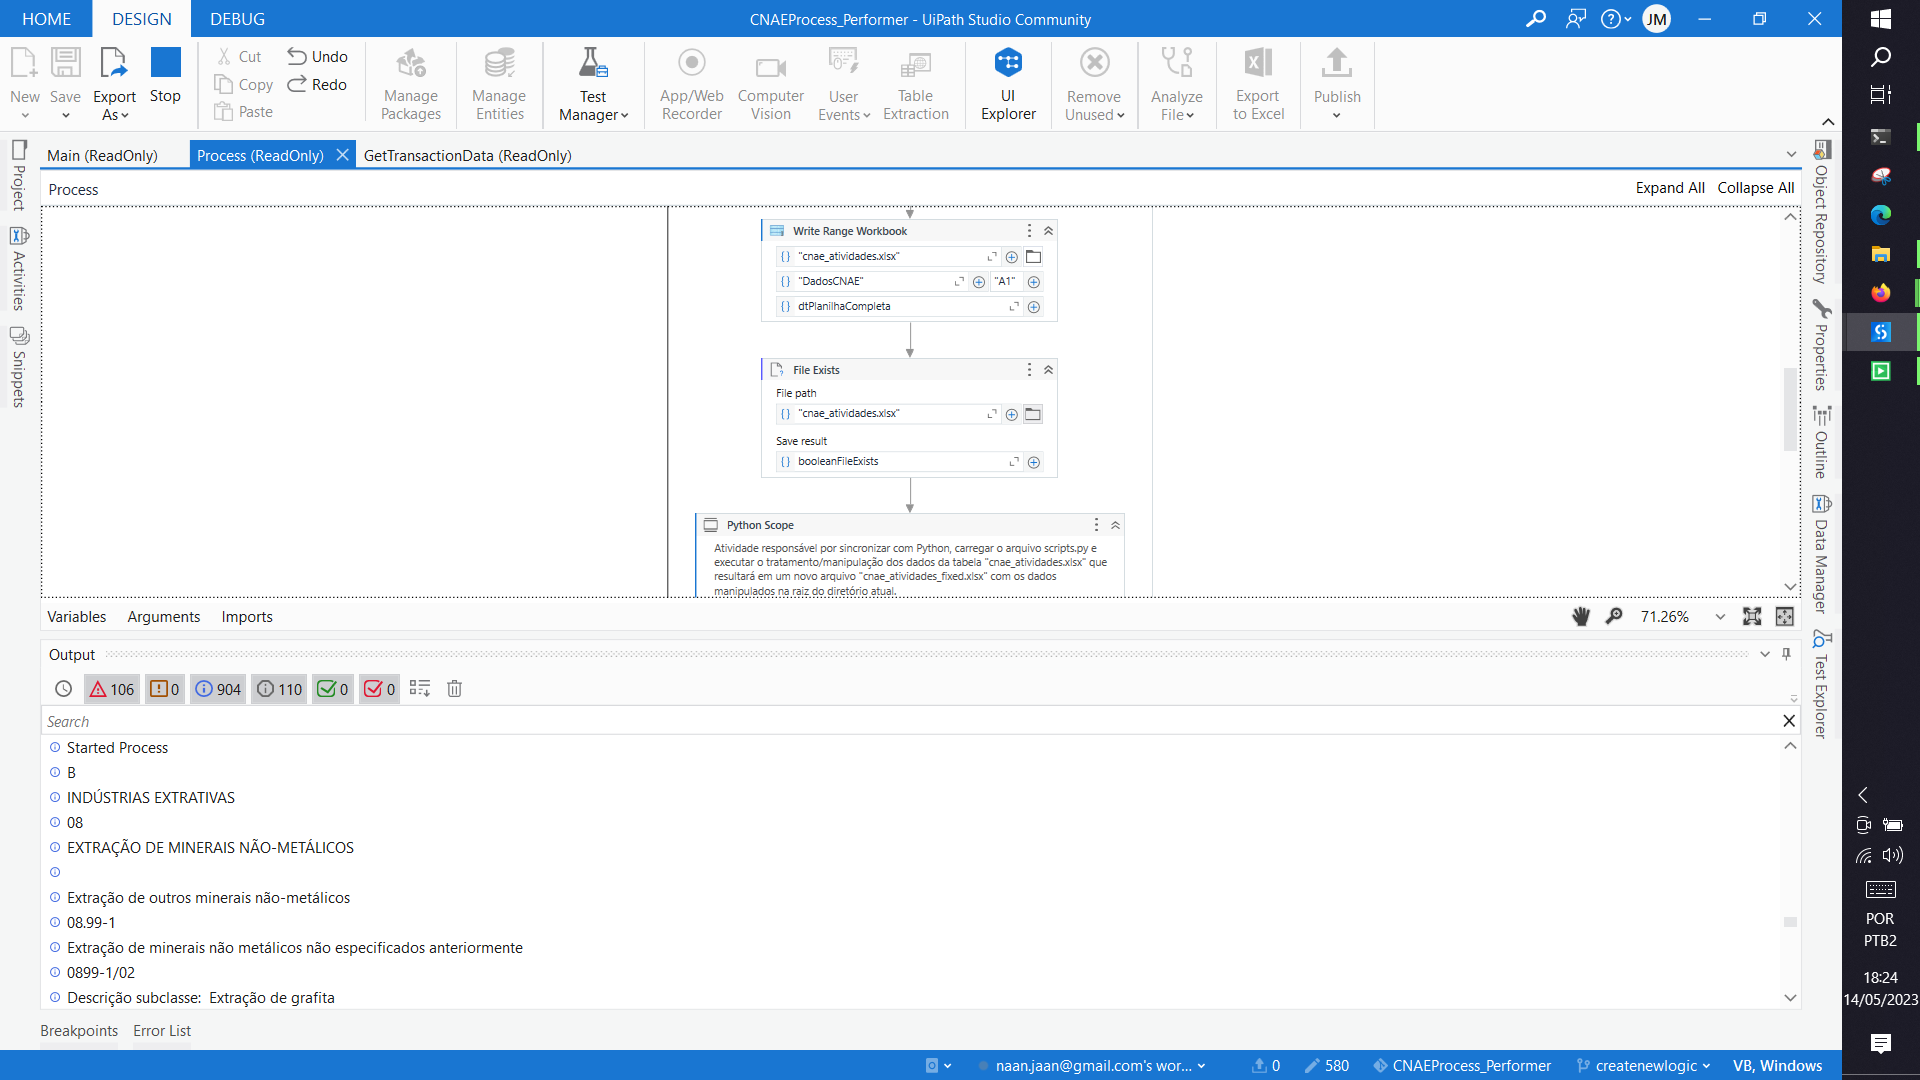 HOME
DESIGN
DEBUG
CNAEProcess_Performer - UiPath Studio Community
JM
New
Save
Export As
Stop
Cut
Copy
Paste
Undo
Redo
Manage Packages
Manage Entities
Test Manager
App/Web Recorder
Computer Vision
User Events
Table Extraction
UI Explorer
Remove Unused
Analyze File
Export to Excel
Publish
Main (ReadOnly)
Process (ReadOnly)
GetTransactionData (ReadOnly)
Process
Expand All
Collapse All
Project
Activities
Snippets
Write Range Workbook
"cnae_atividades.xlsx"
"DadosCNAE"
"A1"
dtPlanilhaCompleta
File Exists
File path
"cnae_atividades.xlsx"
Save result
booleanFileExists
Python Scope
Atividade responsável por sincronizar com Python, carregar o arquivo scripts.py e
executar o tratamento/manipulação dos dados da tabela "cnae_atividades.xlsx" que
resultará em um novo arquivo "cnae_atividades_fixed.xlsx" com os dados
manipulados na raiz do diretório atual.
Object Repository
Properties
Outline
Data Manager
Test Explorer
Variables
Arguments
Imports
71.26%
Output
106
0
904
110
0
0
Search
Started Process
B
INDÚSTRIAS EXTRATIVAS
08
EXTRAÇÃO DE MINERAIS NÃO-METÁLICOS
Extração de outros minerais não-metálicos
08.99-1
Extração de minerais não metálicos não especificados anteriormente
0899-1/02
Descrição subclasse:  Extração de grafita
Breakpoints
Error List
naan.jaan@gmail.com's wor...
0
580
CNAEProcess_Performer
createnewlogic
VB, Windows
POR
PTB2
18:24
14/05/2023